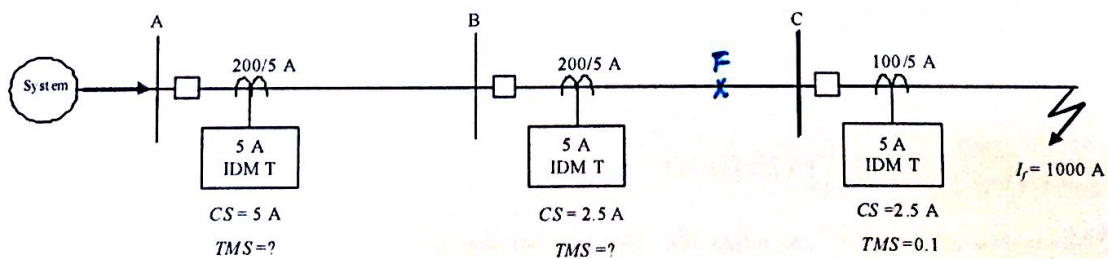 A
B
C
System
200/5 A
200/5 A
F
X
100/5 A
5 A
IDM T
5 A
IDM T
5 A
IDM T
I_f = 1000 A
CS = 5 A
CS = 2.5 A
CS =2.5 A
TMS =?
TMS =?
TMS=0.1